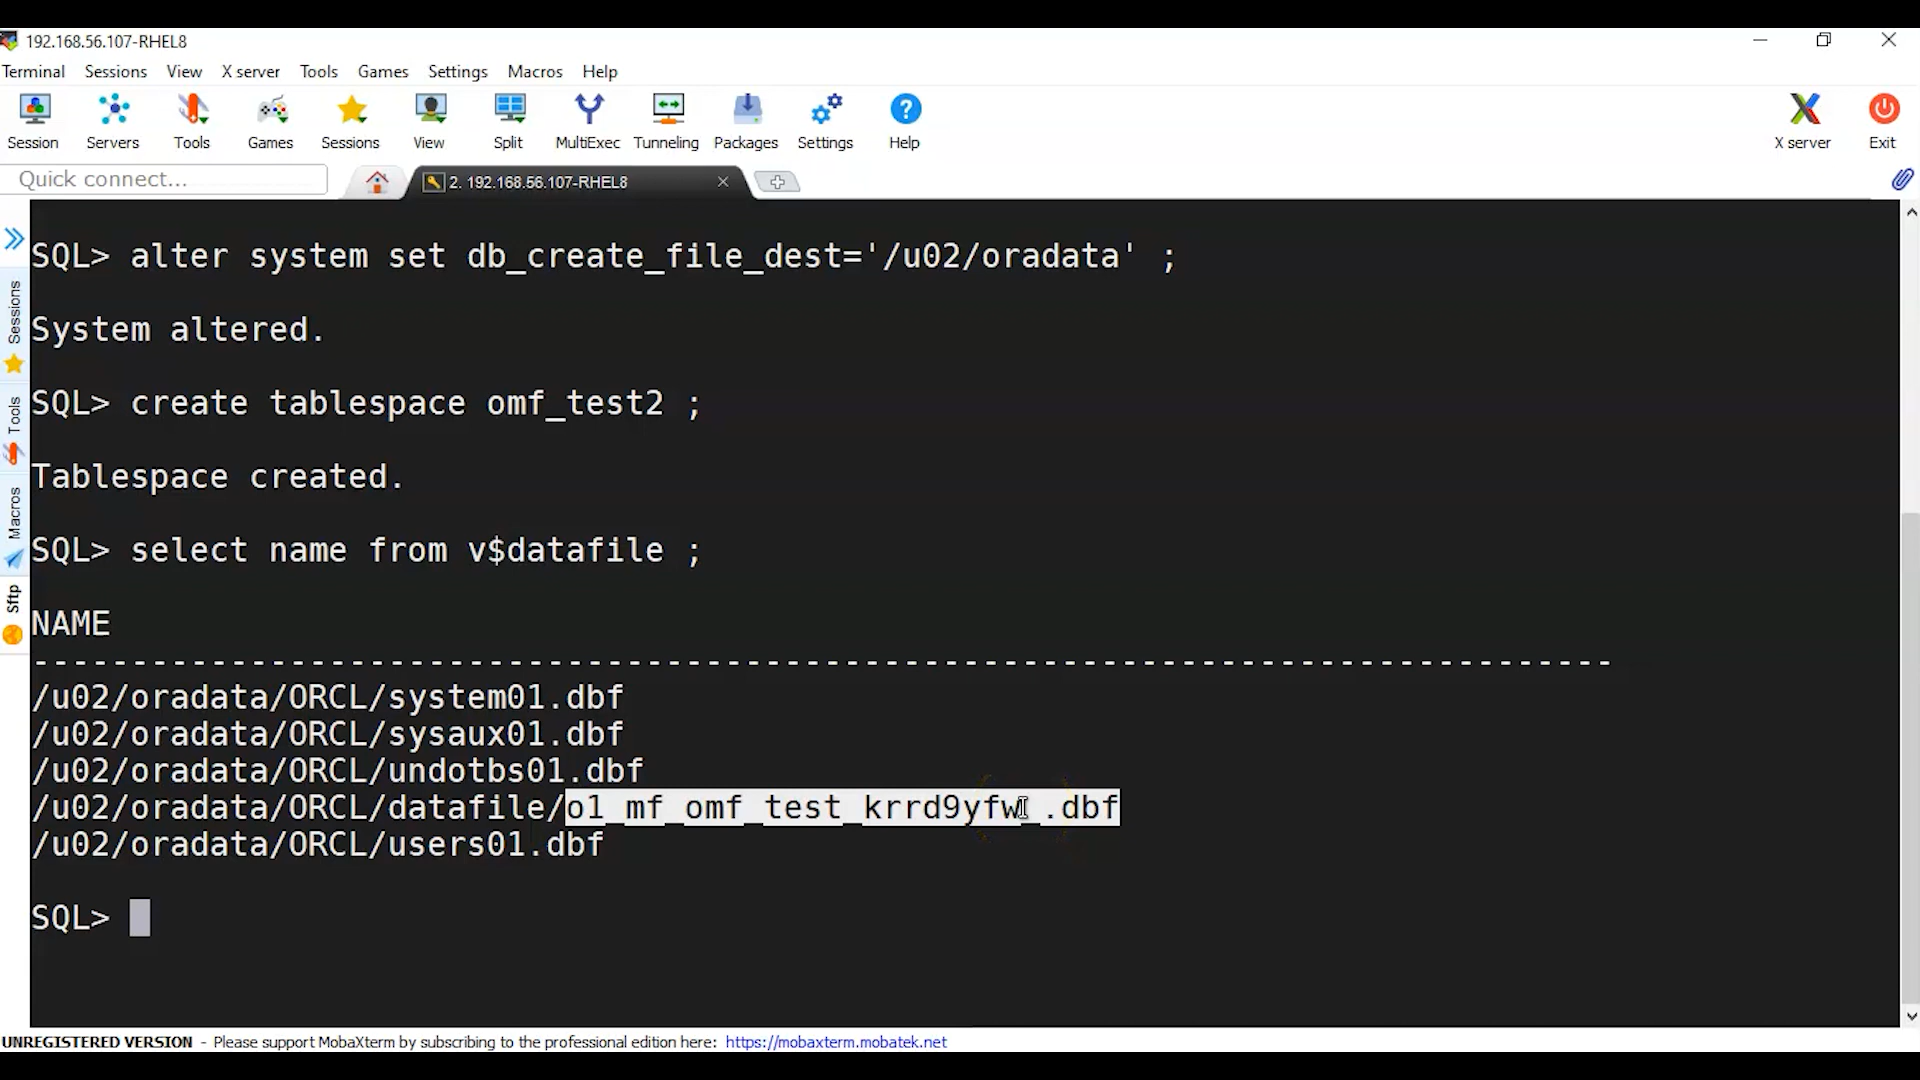 192.168.56.107-RHEL8
Terminal Sessions View X server Tools Games Settings Macros Help
Session Servers Tools Games Sessions View Split MultiExec Tunneling Packages Settings Help X server Exit
Quick connect... 2. 192.168.56.107-RHEL8
Sessions
Tools
Macros
Sftp
SQL> alter system set db_create_file_dest='/u02/oradata' ;
System altered.
SQL> create tablespace omf_test2 ;
Tablespace created.
SQL> select name from v$datafile ;
NAME
--------------------------------------------------------------------------------
/u02/oradata/ORCL/system01.dbf
/u02/oradata/ORCL/sysaux01.dbf
/u02/oradata/ORCL/undotbs01.dbf
/u02/oradata/ORCL/datafile/o1_mf_omf_test_krrd9yfw_.dbf
/u02/oradata/ORCL/users01.dbf
SQL>
UNREGISTERED VERSION - Please support MobaXterm by subscribing to the professional edition here: https://mobaxterm.mobatek.net